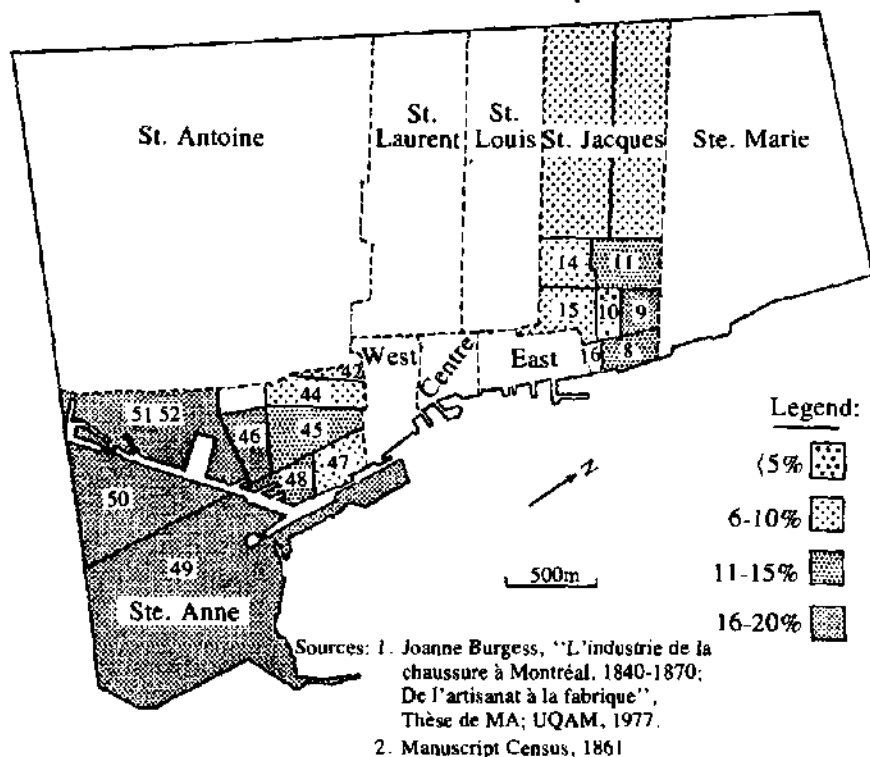 St. Antoine
St.
Laurent
St.
Louis
St. Jacques
Ste. Marie
14
11
15
10
9
16
8
West
Centre
East
42
44
51 52
46
45
47
48
50
49
Ste. Anne
N
500m
Legend:
⟨5%
6-10%
11-15%
16-20%
Sources: 1. Joanne Burgess, "L'industrie de la
chaussure à Montréal, 1840-1870;
De l'artisanat à la fabrique",
Thèse de MA; UQAM, 1977.
2. Manuscript Census, 1861